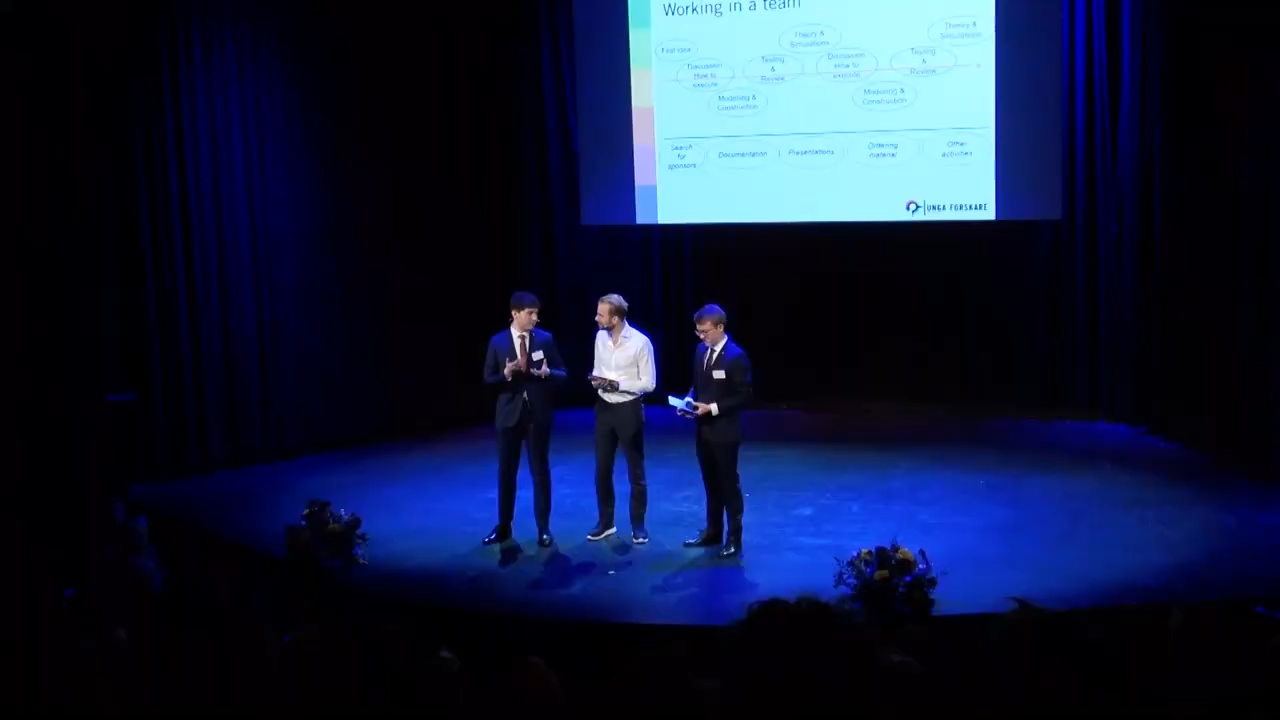 Working in a team
First idea
Discussion
How to
execute
Modeling &
Construction
Testing
&
Review
Theory &
Simulations
Discussion
How to
execute
Modeling &
Construction
Testing
&
Review
Theory &
Simulations
Search
for
sponsors
Documentation
Presentations
Ordering
material
Other
activities
UNGA FORSKARE